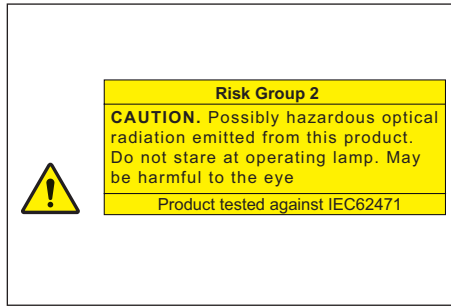 Risk Group 2
CAUTION. Possibly hazardous optical
radiation emitted from this product.
Do not stare at operating lamp. May
be harmful to the eye
Product tested against IEC62471